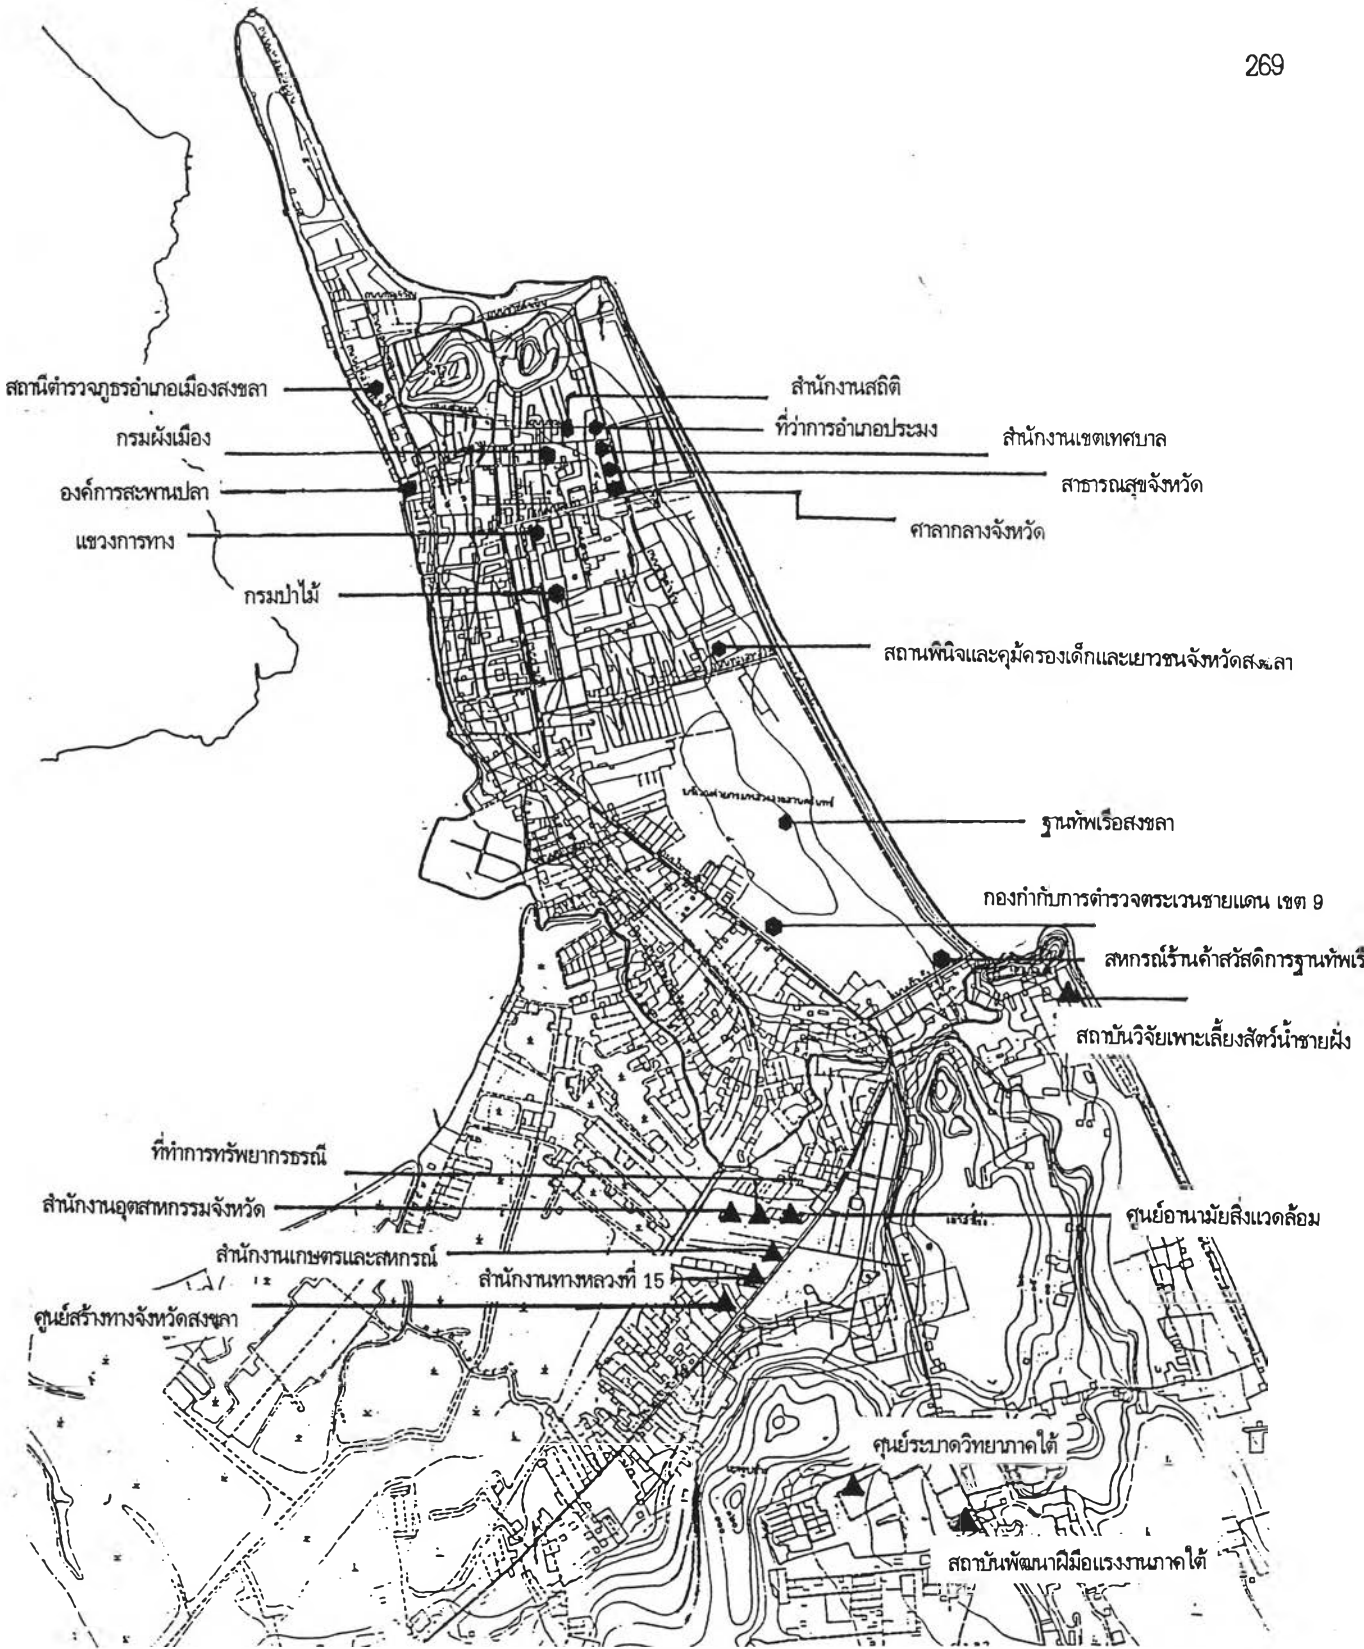 269
สถานีตำรวจภูธรอำเภอเมืองสงขลา
สำนักงานสถิติ
กรมผังเมือง
ที่ว่าการอำเภอประมง
สำนักงานเขตเทศบาล
องค์การสะพานปลา
สาธารณสุขจังหวัด
แขวงการทาง
ศาลากลางจังหวัด
กรมป่าไม้
สถานพินิจและคุ้มครองเด็กและเยาวชนจังหวัดสงขลา
ฐานทัพเรือสงขลา
กองกำกับการตำรวจตระเวนชายแดน เขต 9
สหกรณ์ร้านค้าสวัสดิการฐานทัพเรื
สถาบันวิจัยเพาะเลี้ยงสัตว์น้ำชายฝั่ง
ที่ทำการทรัพยากรธรณี
สำนักงานอุตสาหกรรมจังหวัด
ศูนย์อนามัยสิ่งแวดล้อม
สำนักงานเกษตรและสหกรณ์
สำนักงานทางหลวงที่ 15
ศูนย์สร้างทางจังหวัดสงขลา
ศูนย์ระบาดวิทยาภาคใต้
สถาบันพัฒนาฝีมือแรงงานภาคใต้